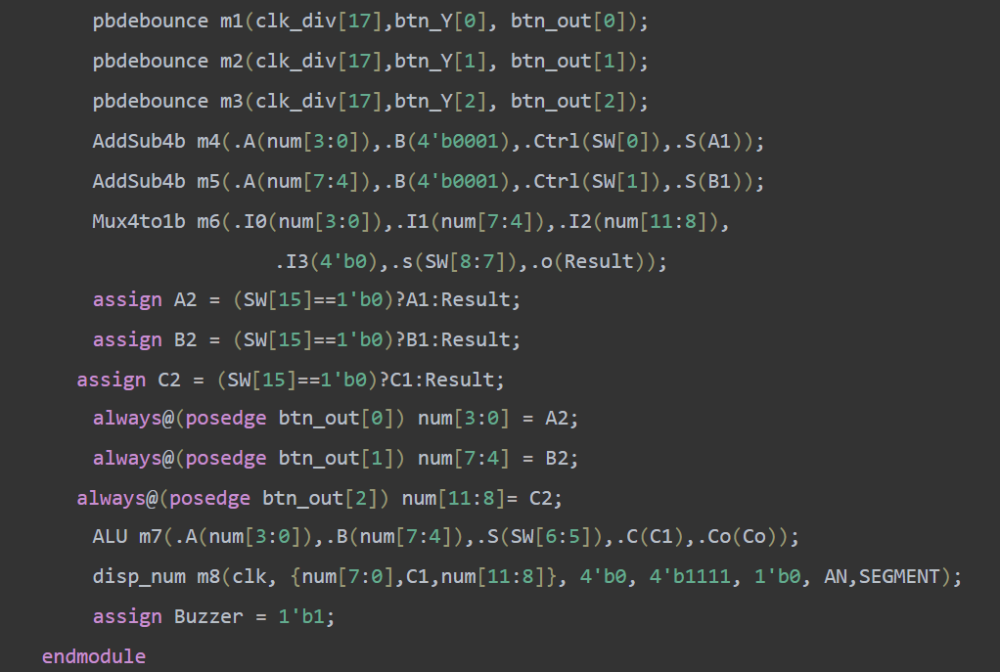 pbdebounce m1(clk_div[17],btn_Y[0], btn_out[0]);
pbdebounce m2(clk_div[17],btn_Y[1], btn_out[1]);
pbdebounce m3(clk_div[17],btn_Y[2], btn_out[2]);
AddSub4b m4(.A(num[3:0]),.B(4'b0001),.Ctrl(SW[0]),.S(A1));
AddSub4b m5(.A(num[7:4]),.B(4'b0001),.Ctrl(SW[1]),.S(B1));
Mux4to1b m6(.I0(num[3:0]),.I1(num[7:4]),.I2(num[11:8]),
.I3(4'b0),.s(SW[8:7]),.o(Result));
assign A2 = (SW[15]==1'b0)?A1:Result;
assign B2 = (SW[15]==1'b0)?B1:Result;
assign C2 = (SW[15]==1'b0)?C1:Result;
always@(posedge btn_out[0]) num[3:0] = A2;
always@(posedge btn_out[1]) num[7:4] = B2;
always@(posedge btn_out[2]) num[11:8]= C2;
ALU m7(.A(num[3:0]),.B(num[7:4]),.S(SW[6:5]),.C(C1),.Co(Co));
disp_num m8(clk, {num[7:0],C1,num[11:8]}, 4'b0, 4'b1111, 1'b0, AN,SEGMENT);
assign Buzzer = 1'b1;
endmodule